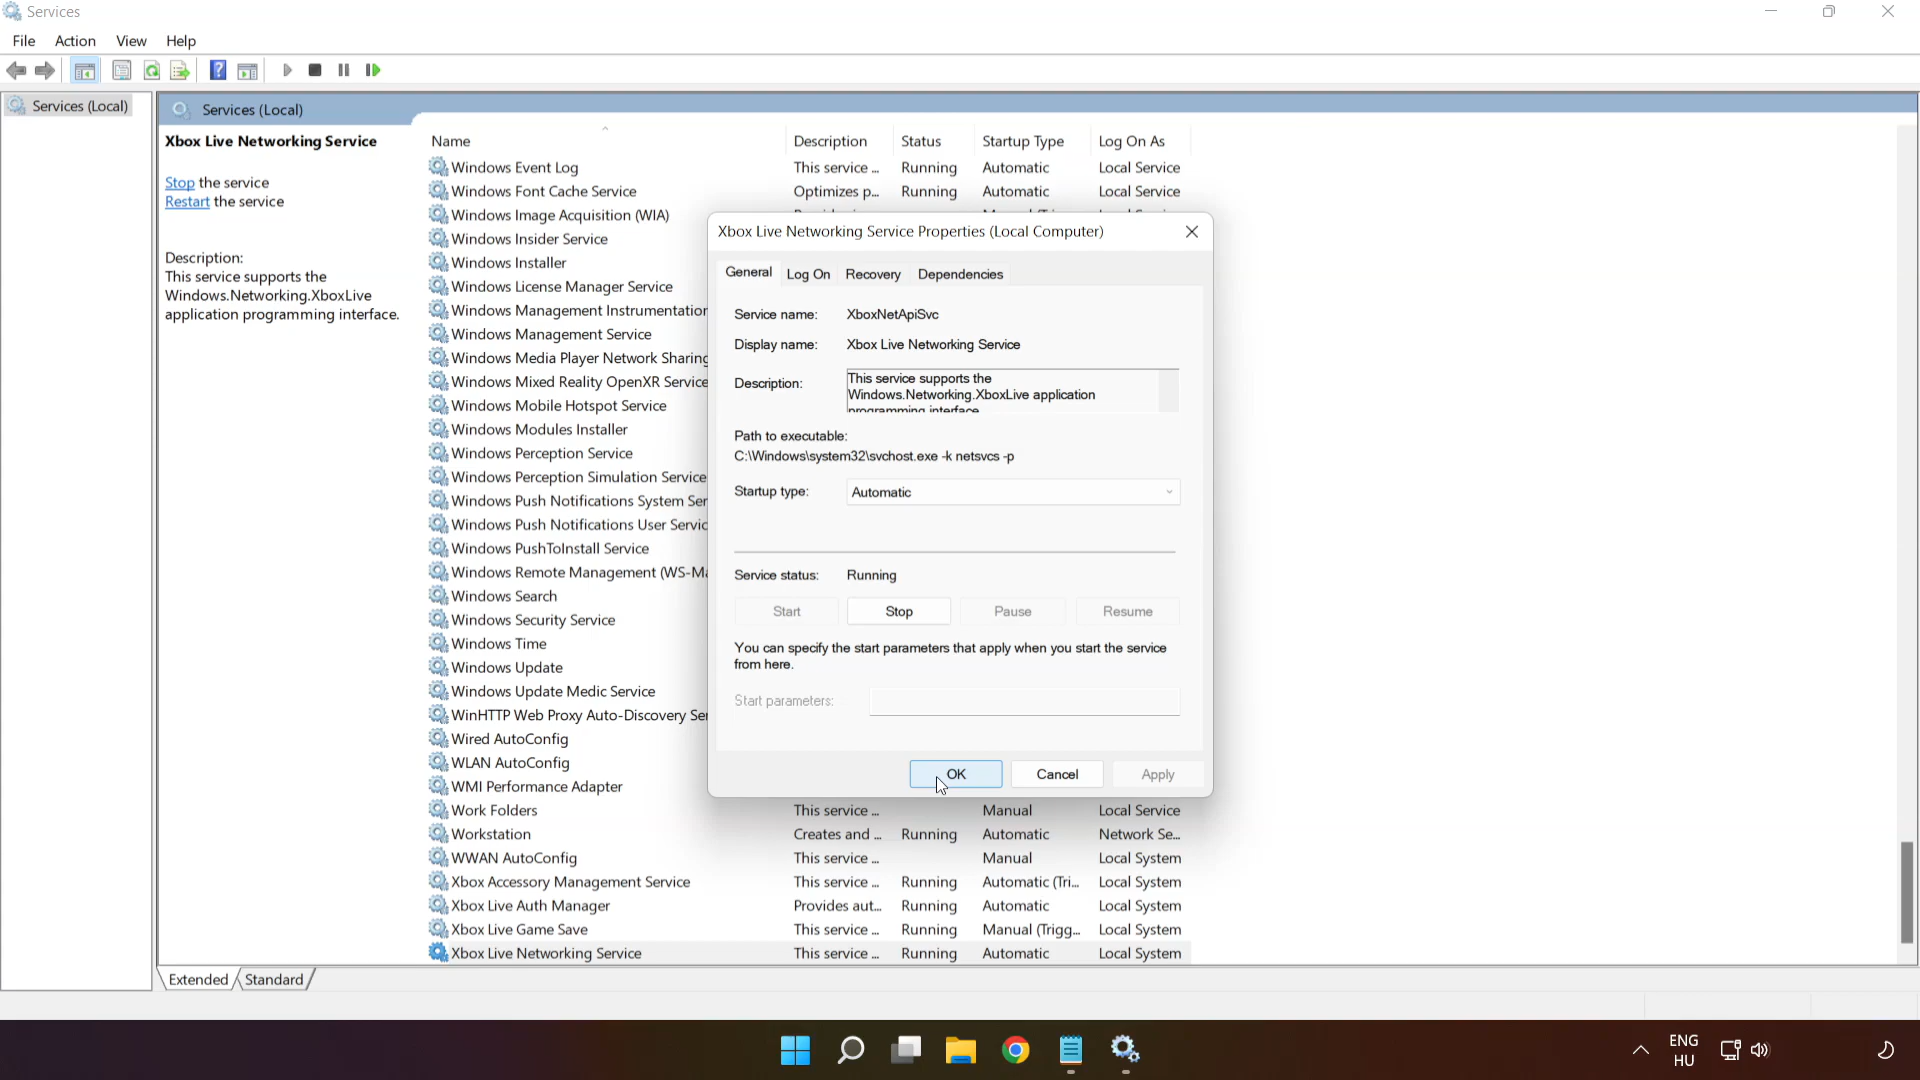 Services
File Action View Help
Services (Local)
Services (Local)
Xbox Live Networking Service
Stop the service
Restart the service
Description:
This service supports the
Windows.Networking.XboxLive
application programming interface.
Name Description Status Startup Type Log On As
Windows Event Log This service ... Running Automatic Local Service
Windows Font Cache Service Optimizes p... Running Automatic Local Service
Windows Image Acquisition (WIA)
Windows Insider Service
Windows Installer
Windows License Manager Service
Windows Management Instrumentation
Windows Management Service
Windows Media Player Network Sharing
Windows Mixed Reality OpenXR Service
Windows Mobile Hotspot Service
Windows Modules Installer
Windows Perception Service
Windows Perception Simulation Service
Windows Push Notifications System Ser
Windows Push Notifications User Servic
Windows PushToInstall Service
Windows Remote Management (WS-Ma
Windows Search
Windows Security Service
Windows Time
Windows Update
Windows Update Medic Service
WinHTTP Web Proxy Auto-Discovery Ser
Wired AutoConfig
WLAN AutoConfig
WMI Performance Adapter
Work Folders This service ... Manual Local Service
Workstation Creates and ... Running Automatic Network Se...
WWAN AutoConfig This service ... Manual Local System
Xbox Accessory Management Service This service ... Running Automatic (Tri... Local System
Xbox Live Auth Manager Provides aut... Running Automatic Local System
Xbox Live Game Save This service ... Running Manual (Trigg... Local System
Xbox Live Networking Service This service ... Running Automatic Local System
Xbox Live Networking Service Properties (Local Computer)
General Log On Recovery Dependencies
Service name: XboxNetApiSvc
Display name: Xbox Live Networking Service
Description: This service supports the
Windows.Networking.XboxLive application
programming interface
Path to executable:
C:\Windows\system32\svchost.exe -k netsvcs -p
Startup type: Automatic
Service status: Running
Start Stop Pause Resume
You can specify the start parameters that apply when you start the service
from here.
Start parameters:
OK Cancel Apply
Extended Standard
ENG
HU